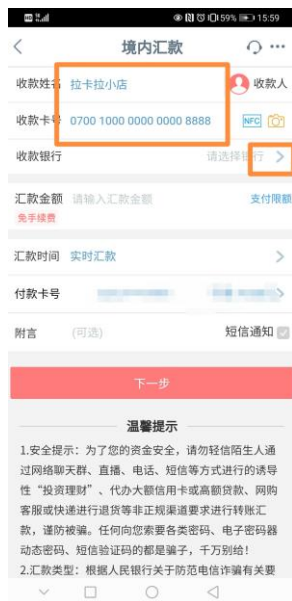 HD 59% 15:59
境内汇款
收款姓名 拉卡拉小店 收款人
收款卡号 0700 1000 0000 0000 8888 NFC
收款银行 请选择银行
汇款金额 请输入汇款金额 支付限额
免手续费
汇款时间 实时汇款
付款卡号
附言 (可选) 短信通知
下一步
温馨提示
1.安全提示：为了您的资金安全，请勿轻信陌生人通
过网络聊天群、直播、电话、短信等方式进行的诱导
性“投资理财”、代办大额信用卡或高额贷款、网购
客服或快递进行退货等非正规渠道要求进行转账汇
款，谨防被骗。任何向您索要各类密码、电子密码器
动态密码、短信验证码的都是骗子，千万别给！
2.汇款类型：根据人民银行关于防范电信诈骗有关要